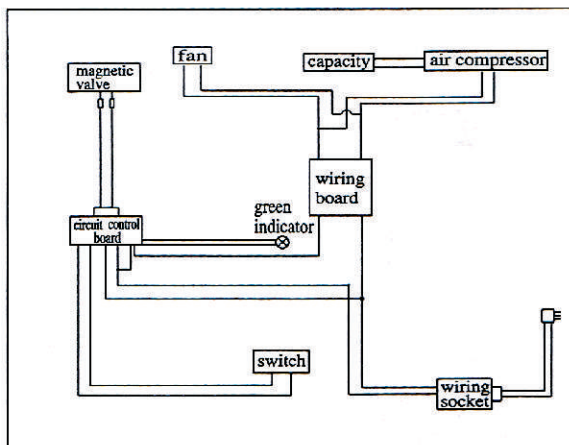 fan
capacity
air compressor
magnetic
valve
wiring
board
green
indicator
circuit control
board
switch
wiring
socket